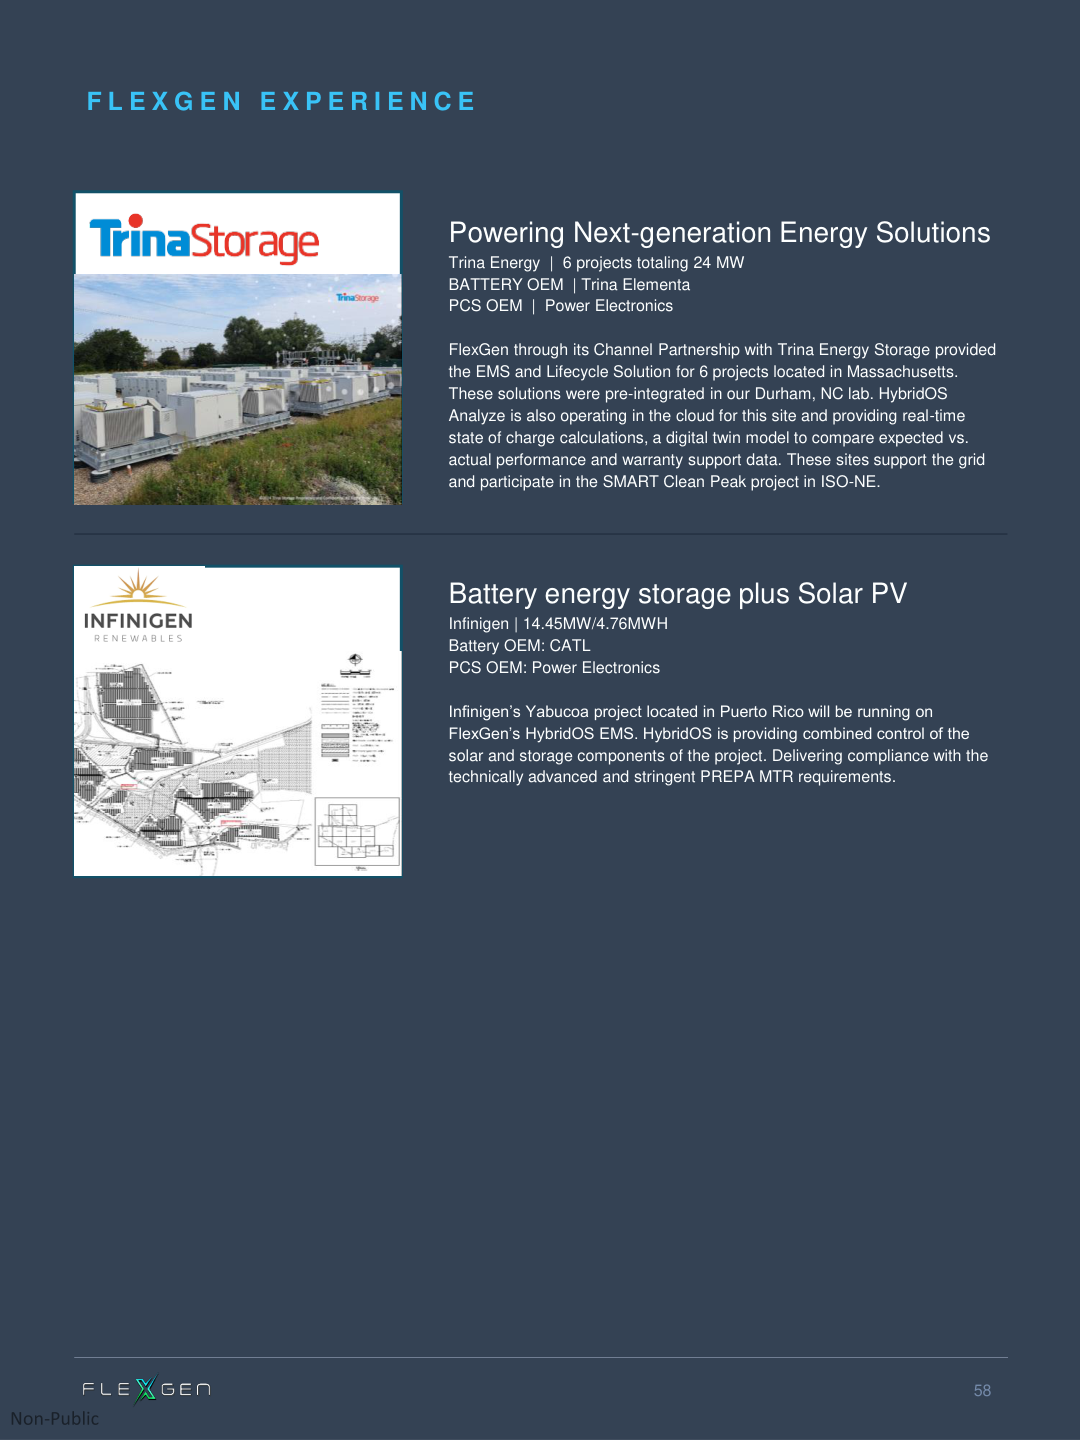 FLEXGEN EXPERIENCE
TrinaStorage
TrinaStorage
Powering Next-generation Energy Solutions
Trina Energy | 6 projects totaling 24 MW
BATTERY OEM | Trina Elementa
PCS OEM | Power Electronics
FlexGen through its Channel Partnership with Trina Energy Storage provided
the EMS and Lifecycle Solution for 6 projects located in Massachusetts.
These solutions were pre-integrated in our Durham, NC lab. HybridOS
Analyze is also operating in the cloud for this site and providing real-time
state of charge calculations, a digital twin model to compare expected vs.
actual performance and warranty support data. These sites support the grid
and participate in the SMART Clean Peak project in ISO-NE.
INFINIGEN
RENEWABLES
Battery energy storage plus Solar PV
Infinigen | 14.45MW/4.76MWH
Battery OEM: CATL
PCS OEM: Power Electronics
Infinigen’s Yabucoa project located in Puerto Rico will be running on
FlexGen’s HybridOS EMS. HybridOS is providing combined control of the
solar and storage components of the project. Delivering compliance with the
technically advanced and stringent PREPA MTR requirements.
FLEXGEN
58
Non-Public